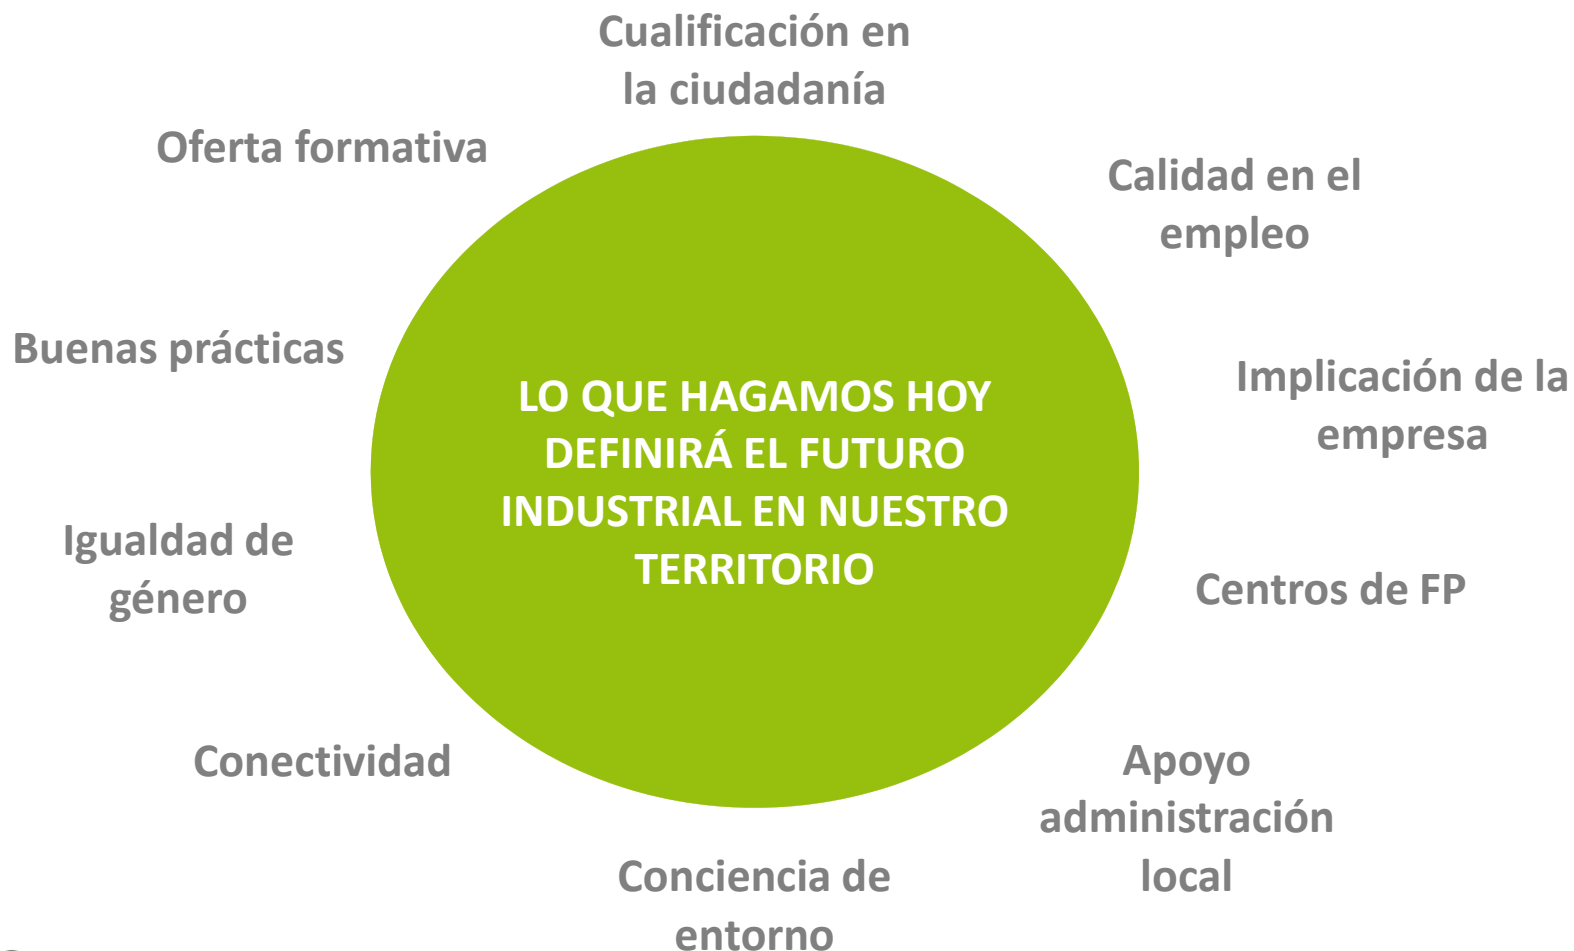 Cualificación en
la ciudadanía
Oferta formativa
Calidad en el
empleo
Buenas prácticas
Implicación de la
empresa
LO QUE HAGAMOS HOY
DEFINIRÁ EL FUTURO
INDUSTRIAL EN NUESTRO
TERRITORIO
Igualdad de
género
Centros de FP
Conectividad
Apoyo
administración
local
Conciencia de
entorno